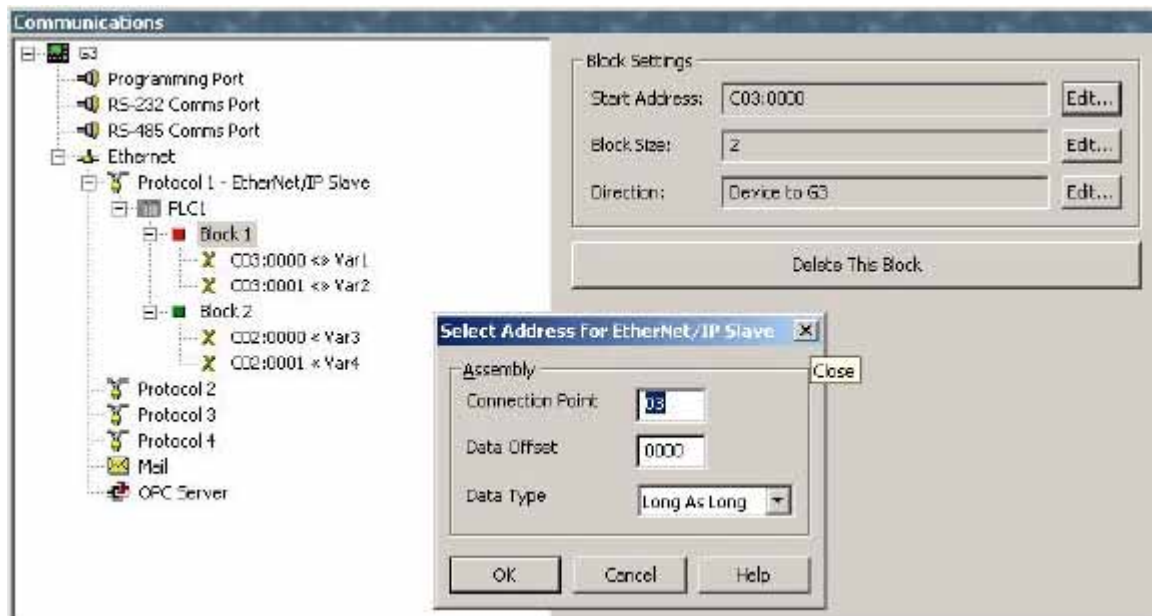 Communications
G3
Programming Port
RS-232 Comms Port
RS-485 Comms Port
Ethernet
Protocol 1 - EtherNet/IP Slave
PLC1
Block 1
C03:0000 <» Var1
C03:0001 <» Var2
Block 2
C02:0000 « Var3
C02:0001 « Var4
Protocol 2
Protocol 3
Protocol 4
Mail
OPC Server
Block Settings
Start Address: C03:0000 Edit...
Block Size: 2 Edit...
Direction: Device to G3 Edit...
Delete This Block
Select Address for EtherNet/IP Slave
Close
Assembly
Connection Point 03
Data Offset 0000
Data Type Long As Long
OK Cancel Help